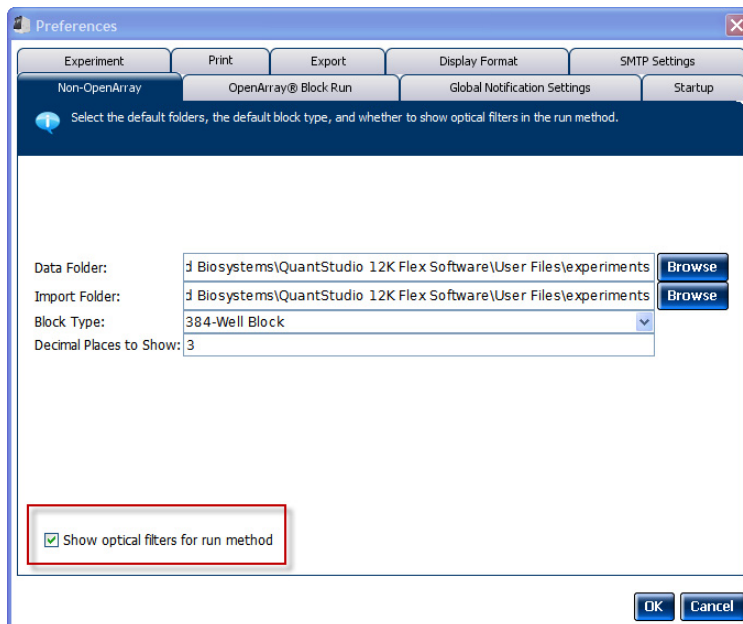 Preferences
Experiment Print Export Display Format SMTP Settings
Non-OpenArray OpenArray® Block Run Global Notification Settings Startup
Select the default folders, the default block type, and whether to show optical filters in the run method.
Data Folder: d Biosystems\QuantStudio 12K Flex Software\User Files\experiments Browse
Import Folder: d Biosystems\QuantStudio 12K Flex Software\User Files\experiments Browse
Block Type: 384-Well Block
Decimal Places to Show: 3
Show optical filters for run method
OK Cancel